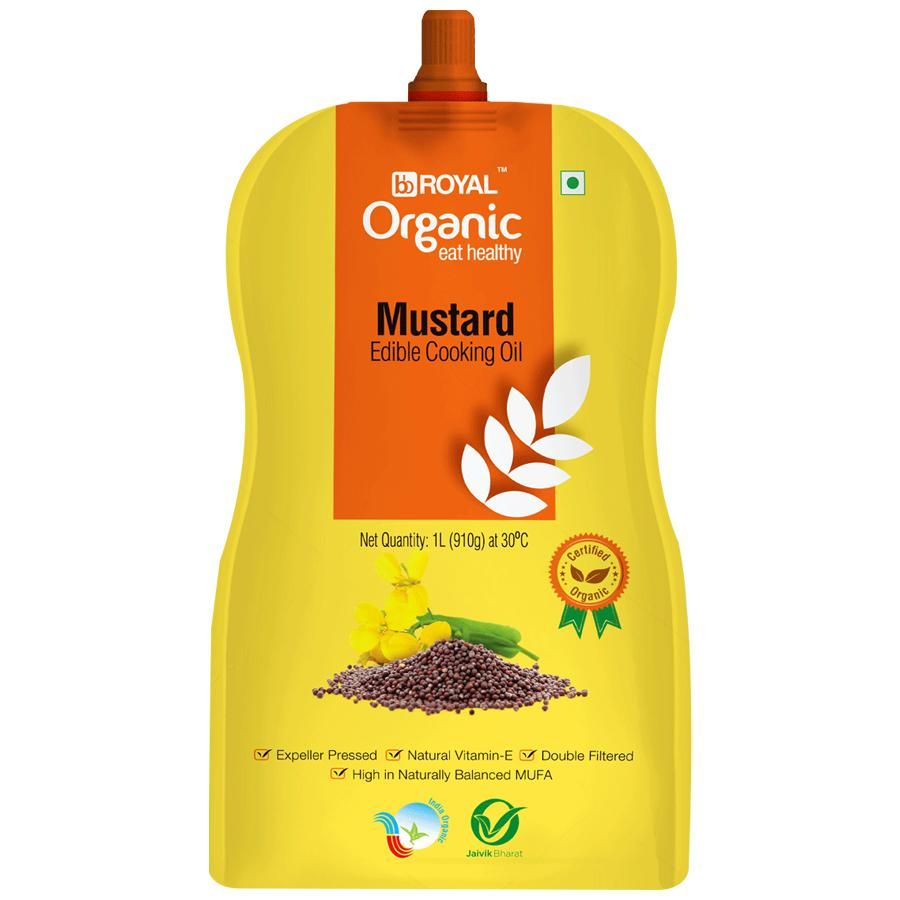 bb ROYAL™
Organic
eat healthy
Mustard
Edible Cooking Oil
Net Quantity: 1L (910g) at 30⁰C
Certified
Organic
Expeller Pressed Natural Vitamin-E Double Filtered
High in Naturally Balanced MUFA
India Organic
Jaivik Bharat